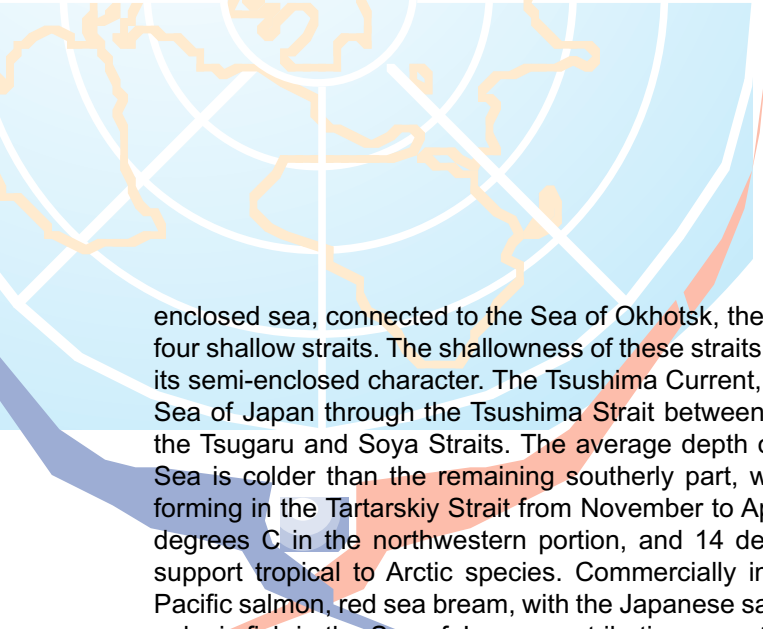 enclosed sea, connected to the Sea of Okhotsk, the
four shallow straits. The shallowness of these straits
its semi-enclosed character. The Tsushima Current,
Sea of Japan through the Tsushima Strait between
the Tsugaru and Soya Straits. The average depth
Sea is colder than the remaining southerly part,
forming in the Tartarskiy Strait from November to
degrees C in the northwestern portion, and 14
support tropical to Arctic species. Commercially
Pacific salmon, red sea bream, with the Japanese